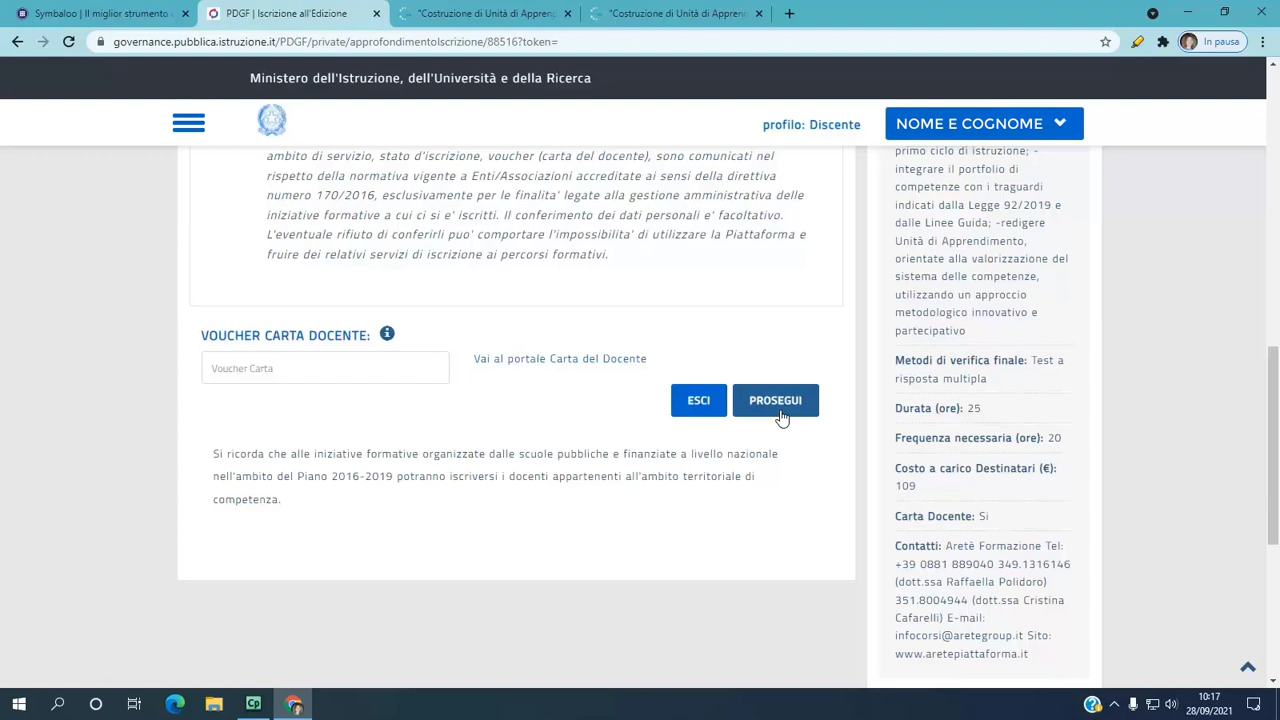 Symbaloo | Il miglior strumento
PDGF | Iscrizione all'Edizione
"Costruzione di Unità di Apprend
"Costruzione di Unità di Apprend
governance.pubblica.istruzione.it/PDGF/private/approfondimentoIscrizione/88516?token=
In pausa
Ministero dell'Istruzione, dell'Università e della Ricerca
profilo: Discente
NOME E COGNOME
ambito di servizio, stato d'iscrizione, voucher (carta del docente), sono comunicati nel
rispetto della normativa vigente a Enti/Associazioni accreditate ai sensi della direttiva
numero 170/2016, esclusivamente per le finalita' legate alla gestione amministrativa delle
iniziative formative a cui ci si e' iscritti. Il conferimento dei dati personali e' facoltativo.
L'eventuale rifiuto di conferirli puo' comportare l'impossibilita' di utilizzare la Piattaforma e
fruire dei relativi servizi di iscrizione ai percorsi formativi.
VOUCHER CARTA DOCENTE:
Voucher Carta
Vai al portale Carta del Docente
ESCI
PROSEGUI
Si ricorda che alle iniziative formative organizzate dalle scuole pubbliche e finanziate a livello nazionale
nell'ambito del Piano 2016-2019 potranno iscriversi i docenti appartenenti all'ambito territoriale di
competenza.
primo ciclo di istruzione; -
integrare il portfolio di
competenze con i traguardi
indicati dalla Legge 92/2019 e
dalle Linee Guida; -redigere
Unità di Apprendimento,
orientate alla valorizzazione del
sistema delle competenze,
utilizzando un approccio
metodologico innovativo e
partecipativo
Metodi di verifica finale: Test a
risposta multipla
Durata (ore): 25
Frequenza necessaria (ore): 20
Costo a carico Destinatari (€):
109
Carta Docente: Si
Contatti: Aretè Formazione Tel:
+39 0881 889040 349.1316146
(dott.ssa Raffaella Polidoro)
351.8004944 (dott.ssa Cristina
Cafarelli) E-mail:
infocorsi@aretegroup.it Sito:
www.aretepiattaforma.it
Cp
10:17
28/09/2021